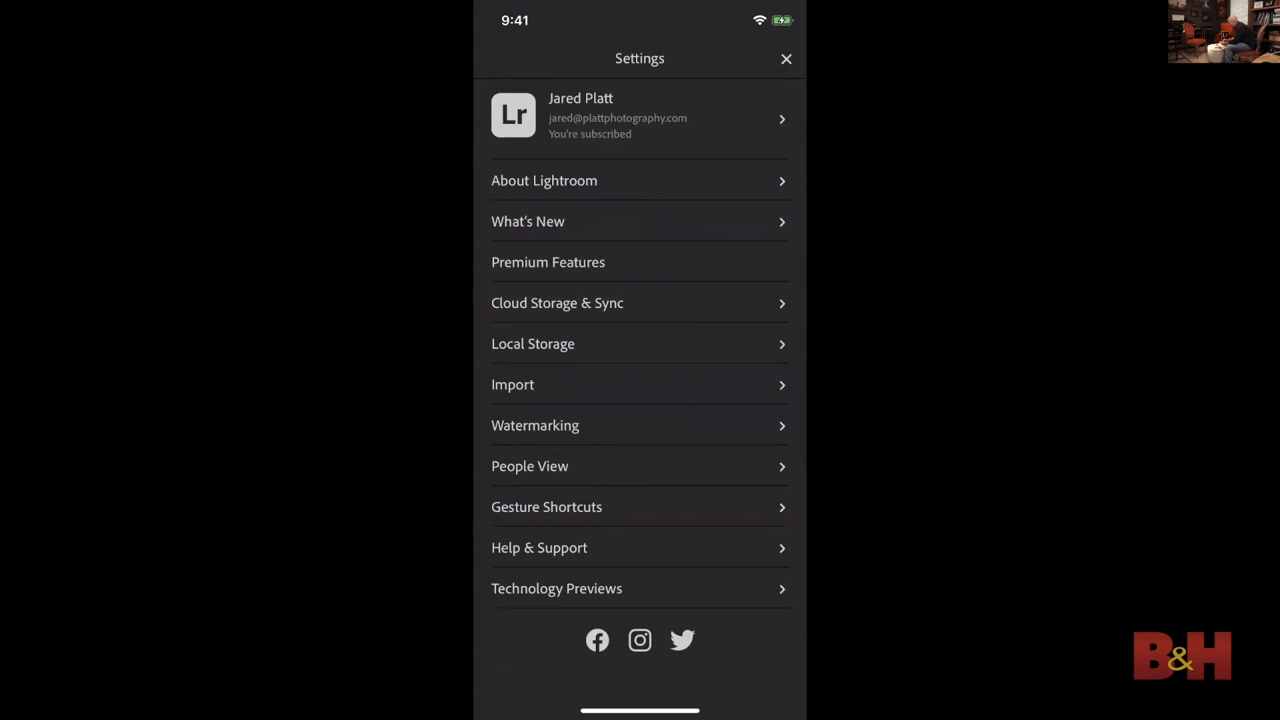 9:41
Settings
Lr
Jared Platt
jared@plattphotography.com
You're subscribed
About Lightroom
What's New
Premium Features
Cloud Storage & Sync
Local Storage
Import
Watermarking
People View
Gesture Shortcuts
Help & Support
Technology Previews
B&H